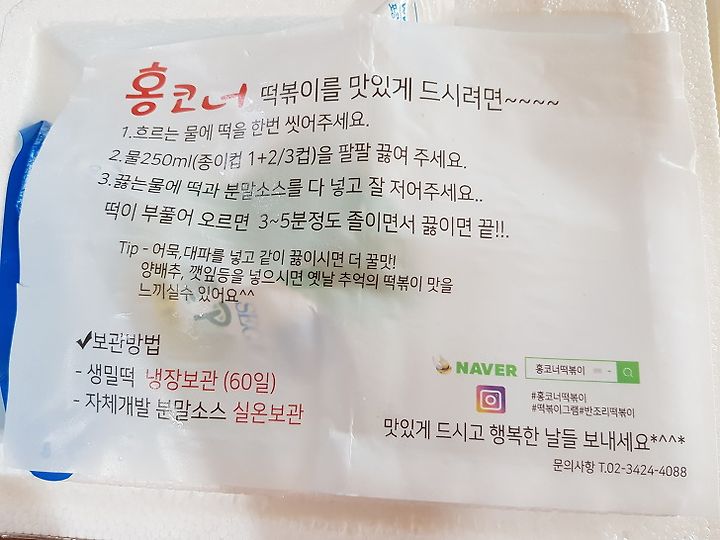 홍코너 떡볶이를 맛있게 드시려면~~~~
1.흐르는 물에 떡을 한번 씻어주세요.
2.물250ml(종이컵 1+2/3컵)을 팔팔 끓여 주세요.
3.끓는물에 떡과 분말소스를 다 넣고 잘 저어주세요..
떡이 부풀어 오르면 3~5분정도 졸이면서 끓이면 끝!!.
Tip - 어묵,대파를 넣고 같이 끓이시면 더 꿀맛!
양배추, 깻잎등을 넣으시면 옛날 추억의 떡볶이 맛을
느끼실수 있어요^^
✔보관방법
- 생밀떡 냉장보관 (60일)
- 자체개발 분말소스 실온보관
NAVER 홍코너떡볶이
#홍코너떡볶이
#떡볶이그램#반조리떡볶이
맛있게 드시고 행복한 날들 보내세요*^^*
문의사항 T.02-3424-4088